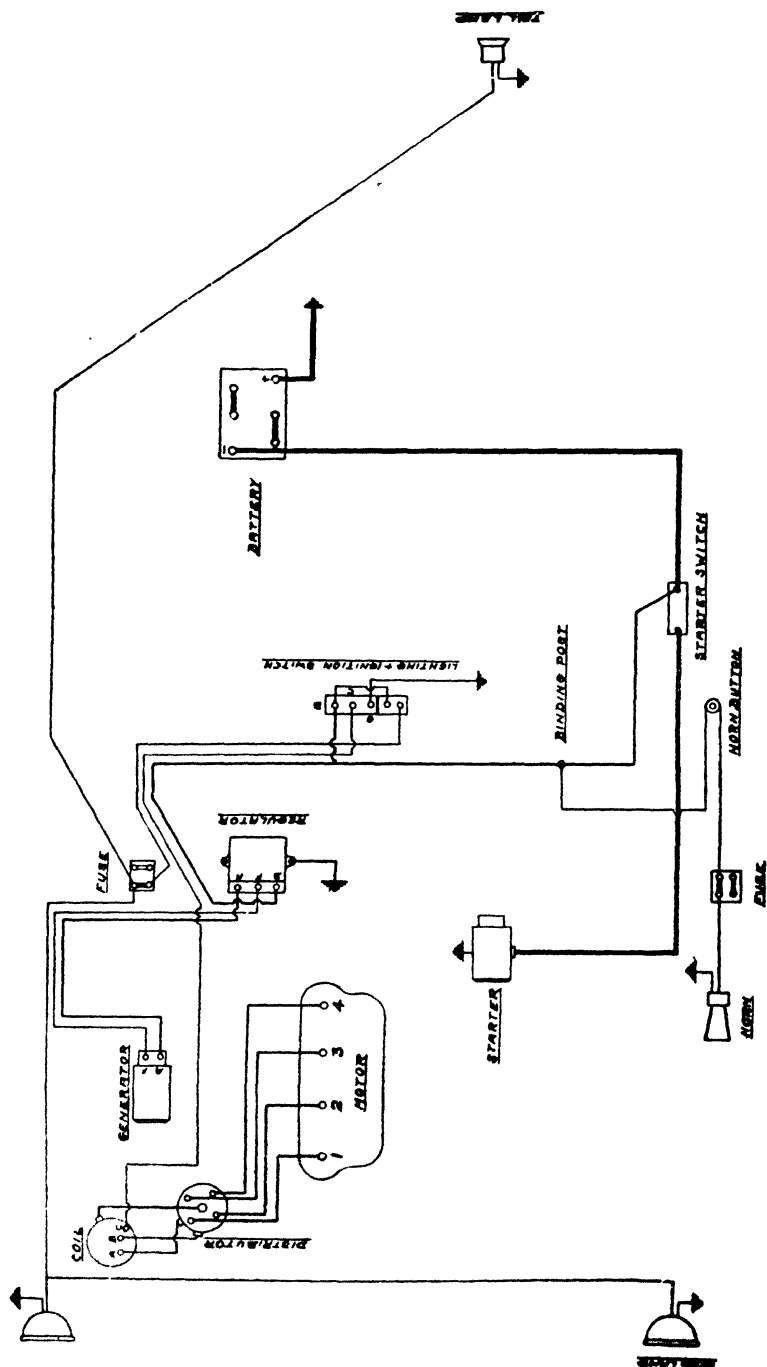 TAIL LAMP
BATTERY
LIGHTING + IGNITION SWITCH
BINDING POST
STARTER SWITCH
HORN BUTTON
FUSE
REGULATOR
FUSE
GENERATOR
STARTER
HORN
4
3
2
1
MOTOR
COIL
A B C
DISTRIBUTOR